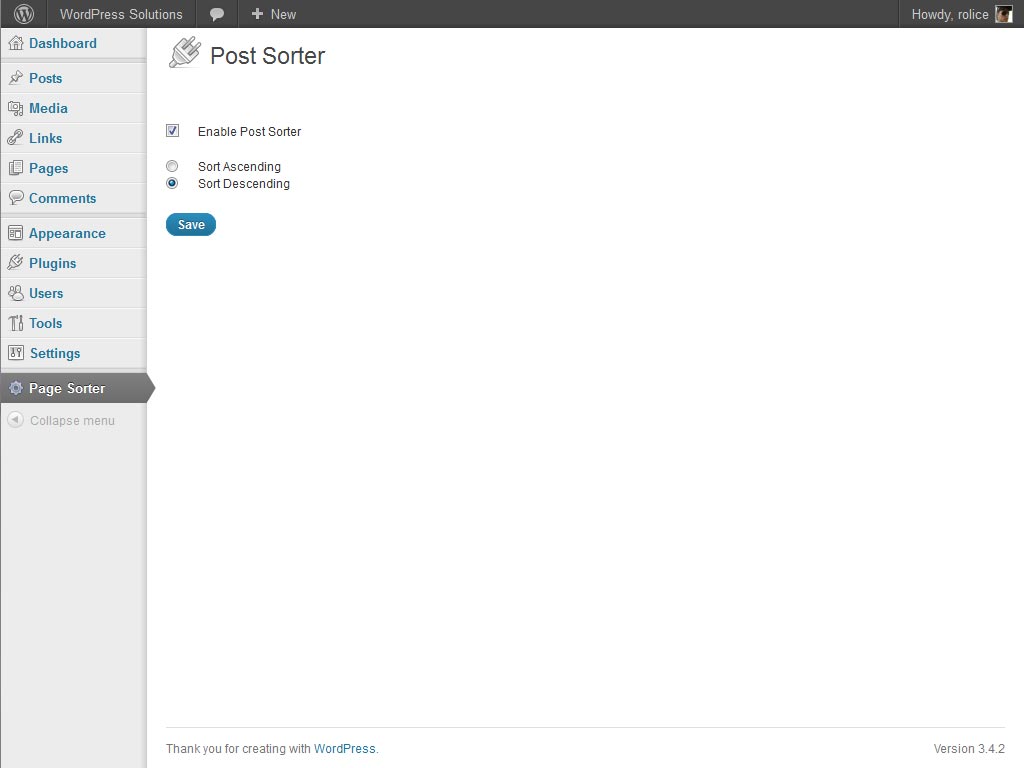 WordPress Solutions
New
Howdy, rolice
Dashboard
Posts
Media
Links
Pages
Comments
Appearance
Plugins
Users
Tools
Settings
Page Sorter
Collapse menu
Post Sorter
Enable Post Sorter
Sort Ascending
Sort Descending
Save
Thank you for creating with WordPress.
Version 3.4.2